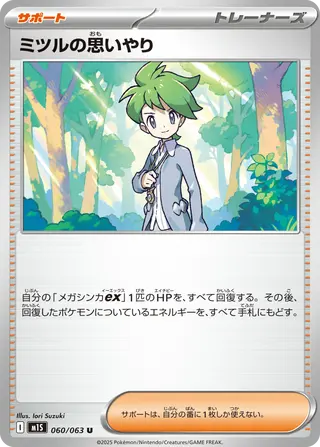 サポート
トレーナーズ
ミツルの思いやり
自分の「メガシンカex」1匹のHPを、すべて回復する。その後、
回復したポケモンについているエネルギーを、すべて手札にもどす。
Illus. Iori Suzuki
I m1S 060/063 U
サポートは、自分の番に1枚しか使えない。
©2025 Pokémon/Nintendo/Creatures/GAME FREAK.